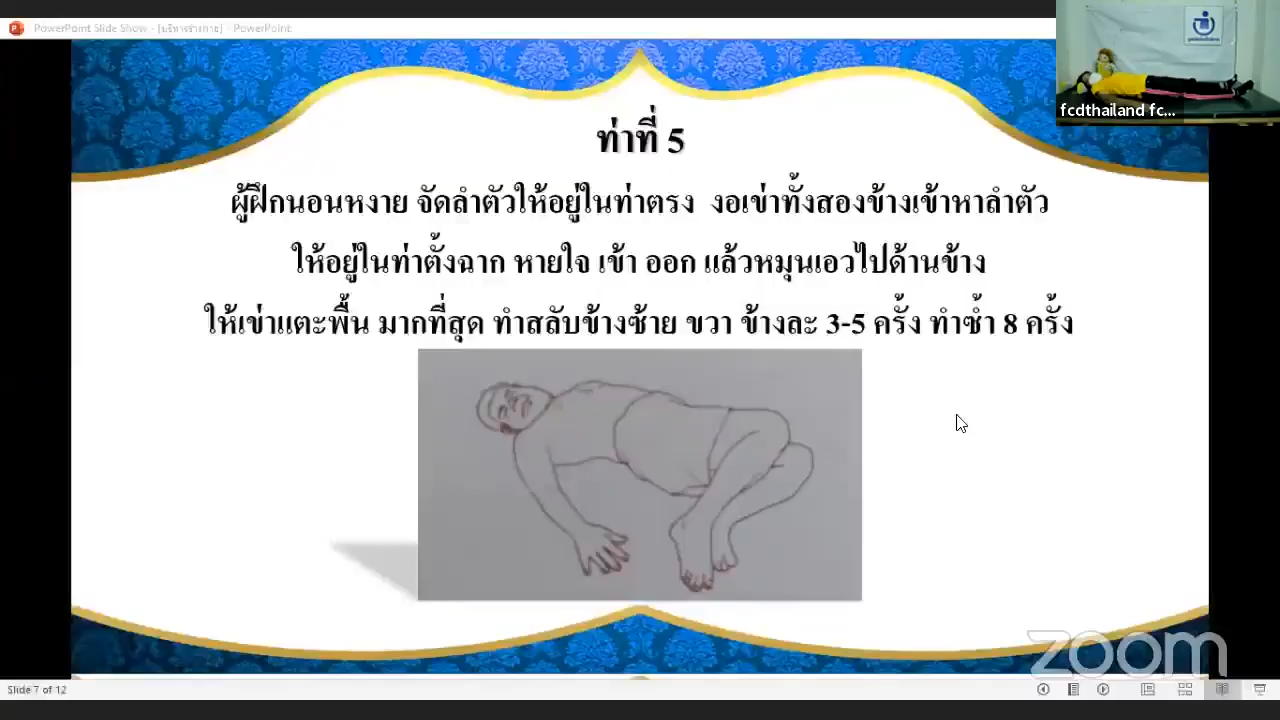 PowerPoint Slide Show - [บริหารร่างกาย] - PowerPoint
fcdthailand fc...
ท่าที่ 5
ผู้ฝึกนอนหงาย จัดลำตัวให้อยู่ในท่าตรง งอเข่าทั้งสองข้างเข้าหาลำตัว
ให้อยู่ในท่าตั้งฉาก หายใจ เข้า ออก แล้วหมุนเอวไปด้านข้าง
ให้เข่าแตะพื้น มากที่สุด ทำสลับข้างซ้าย ขวา ข้างละ 3-5 ครั้ง ทำซ้ำ 8 ครั้ง
zoom
Slide 7 of 12